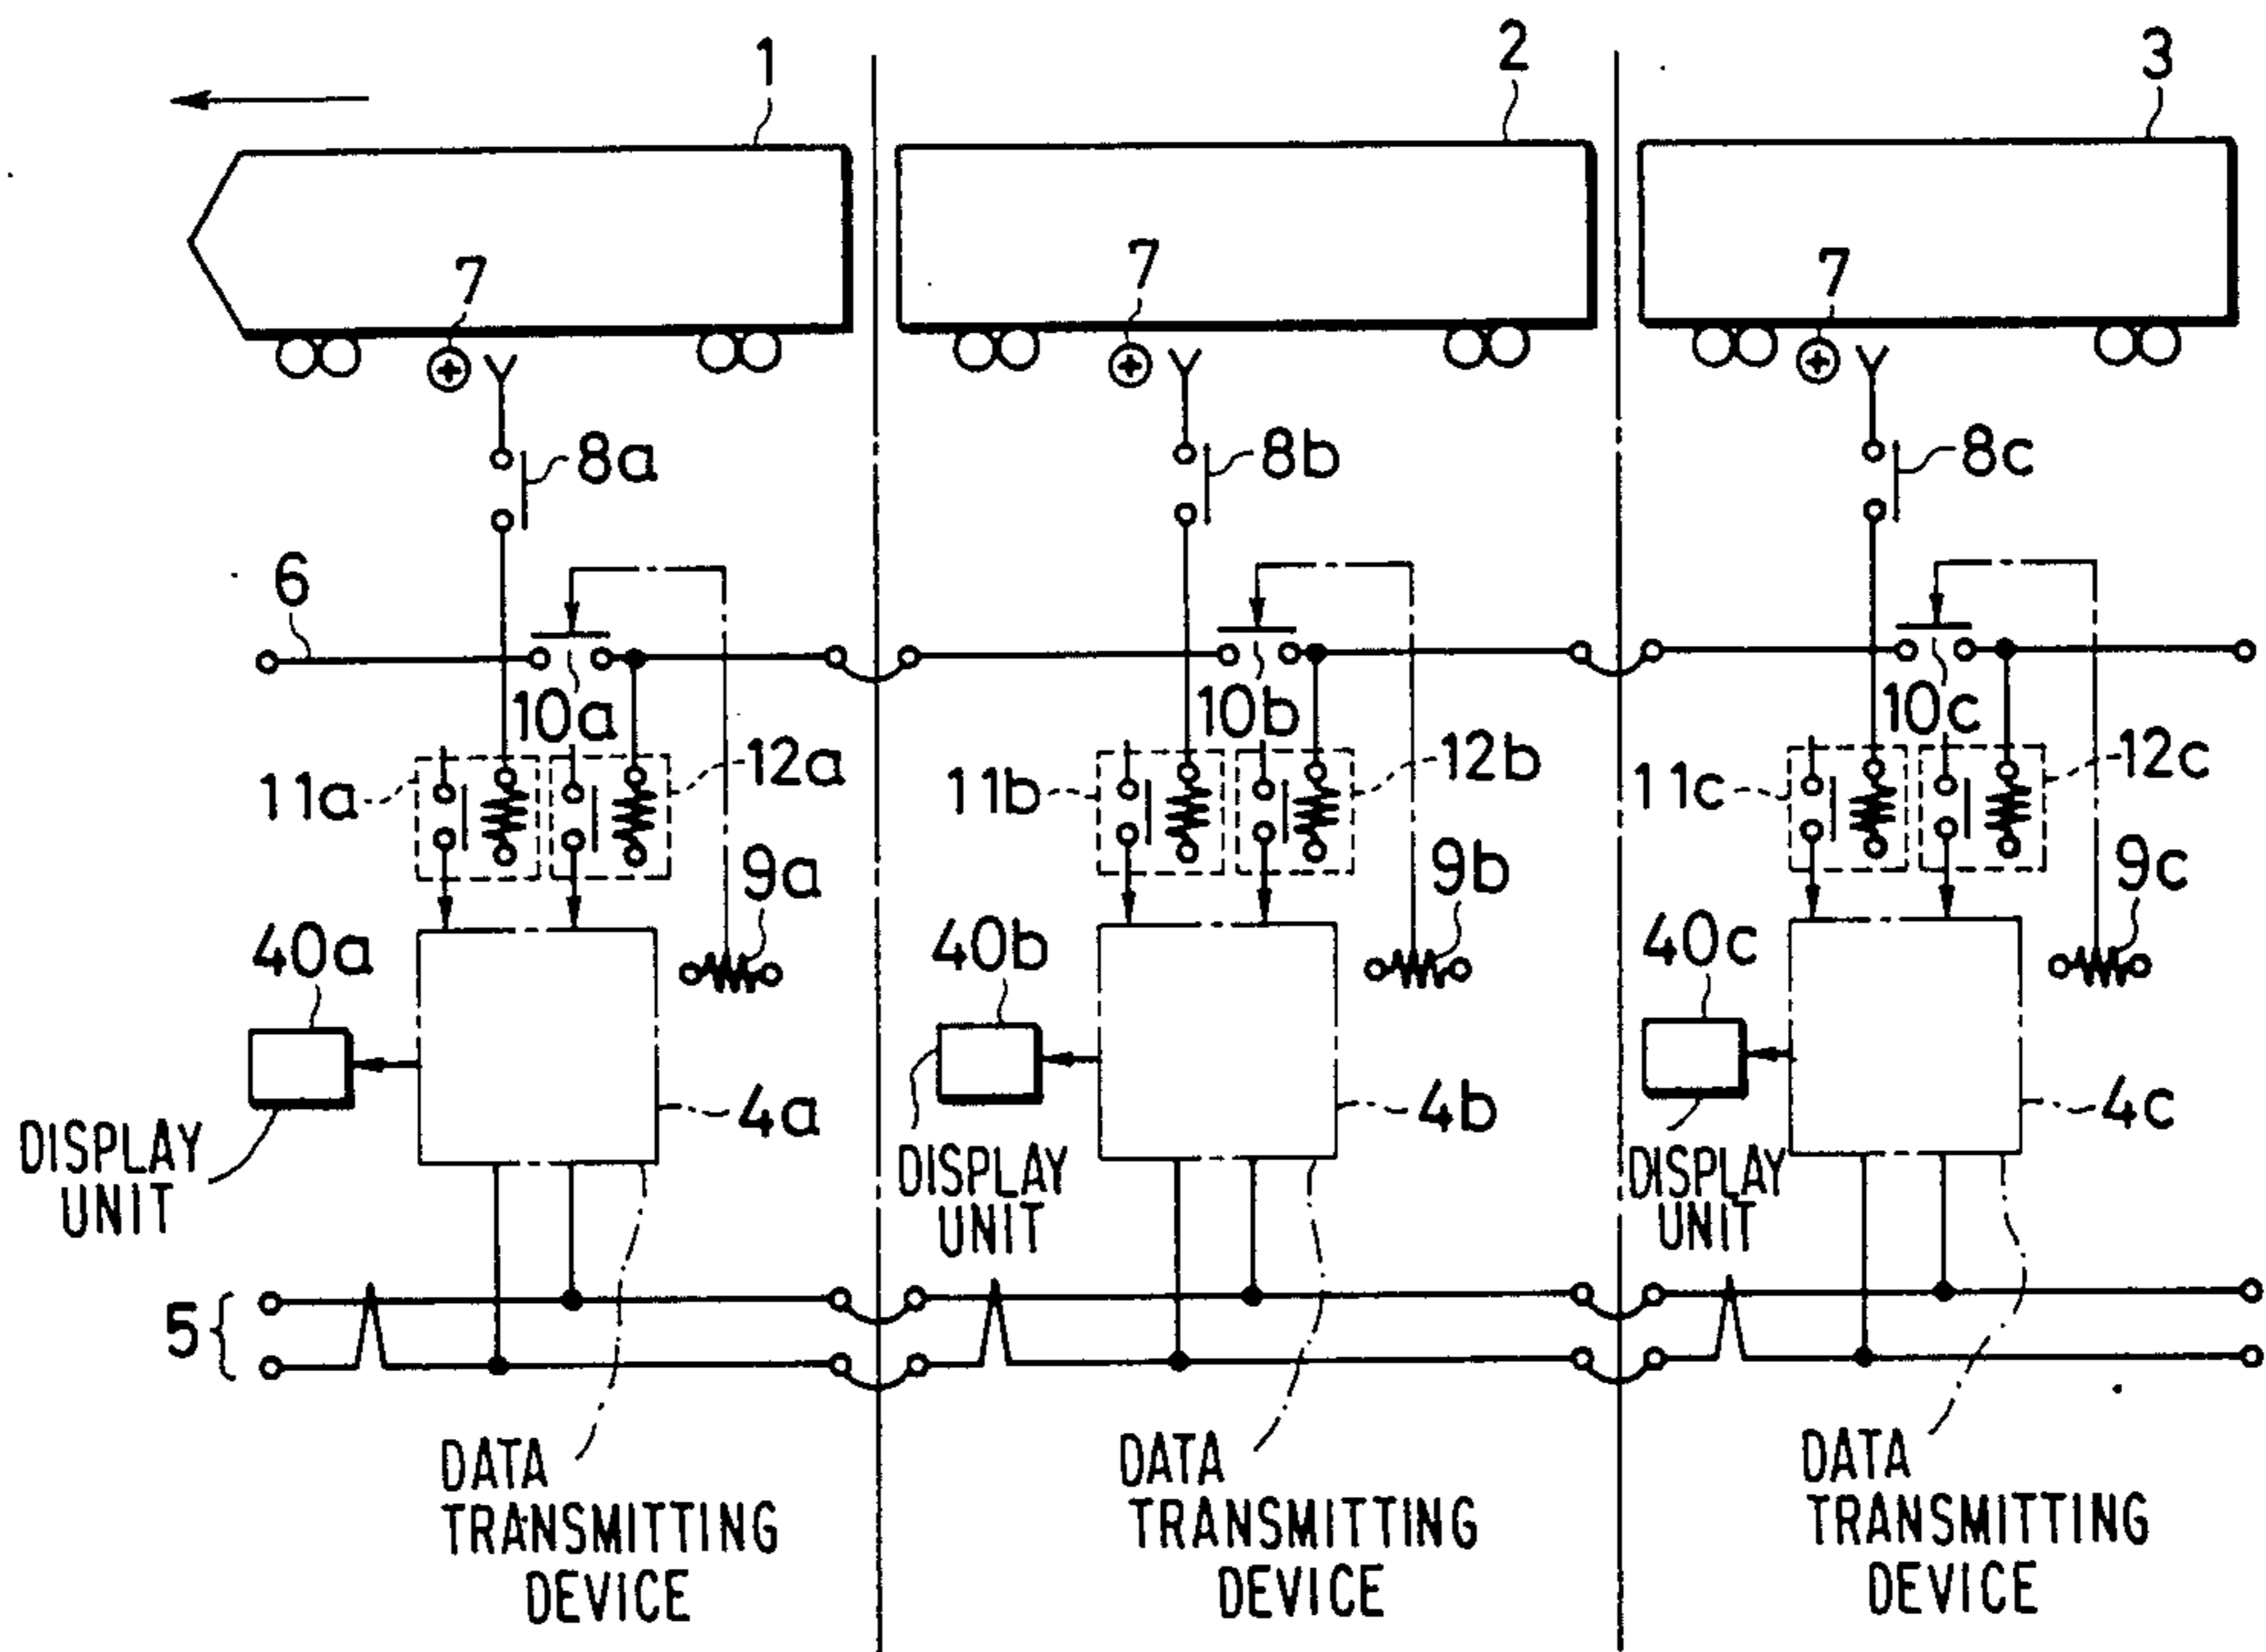 1
2
3
7
7
7
8a
8b
8c
6
10a
10b
10c
11a
12a
11b
12b
11c
12c
9a
9b
9c
40a
40b
40c
4a
4b
4c
DISPLAY
UNIT
DISPLAY
UNIT
DISPLAY
UNIT
5
DATA
TRANSMITTING
DEVICE
DATA
TRANSMITTING
DEVICE
DATA
TRANSMITTING
DEVICE